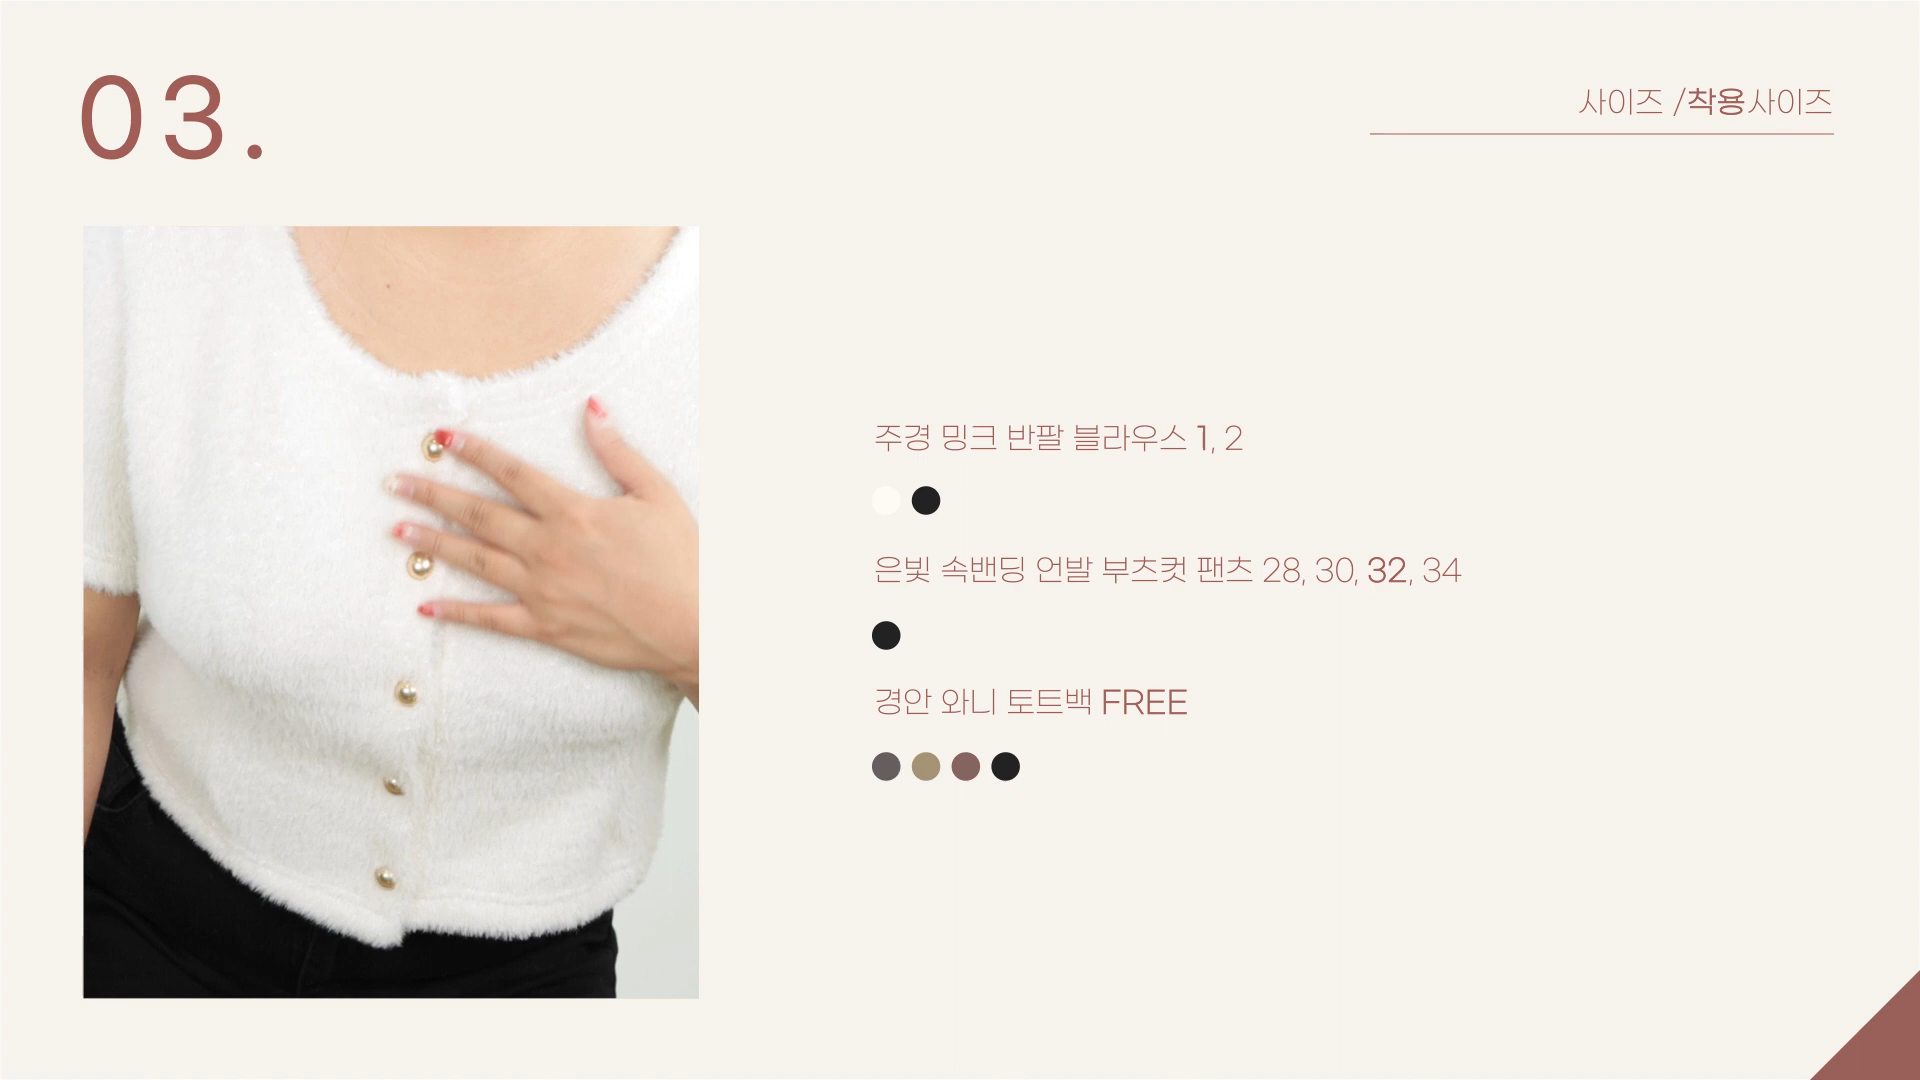 03.
사이즈 /착용사이즈
주경 밍크 반팔 블라우스 1, 2
은빛 속밴딩 언발 부츠컷 팬츠 28, 30, 32, 34
경안 와니 토트백 FREE